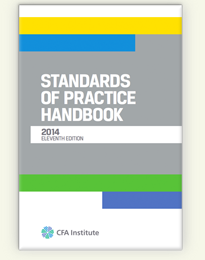 STANDARDS
OF PRACTICE
HANDBOOK
2014
ELEVENTH EDITION
CFA Institute